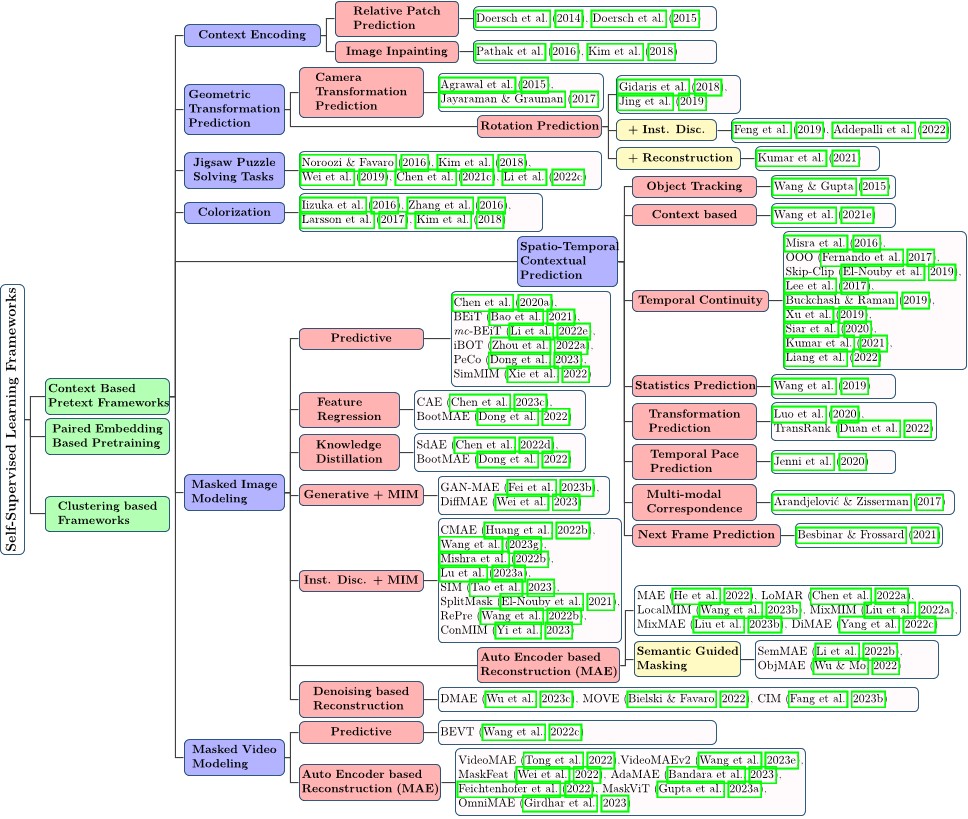 Self-Supervised Learning Frameworks
Context Based
Pretext Frameworks
Paired Embedding
Based Pretraining
Clustering based
Frameworks
Context Encoding
Relative Patch
Prediction
Doersch et al. (2014), Doersch et al. (2015)
Image Inpainting
Pathak et al. (2016), Kim et al. (2018)
Geometric
Transformation
Prediction
Camera
Transformation
Prediction
Agrawal et al. (2015),
Jayaraman & Grauman (2017
Rotation Prediction
Gidaris et al. (2018),
Jing et al. (2019
+ Inst. Disc.
Feng et al. (2019), Addepalli et al. (2022
+ Reconstruction
Kumar et al. (2021
Jigsaw Puzzle
Solving Tasks
Noroozi & Favaro (2016), Kim et al. (2018),
Wei et al. (2019), Chen et al. (2021c), Li et al. (2022c)
Colorization
Iizuka et al. (2016), Zhang et al. (2016),
Larsson et al. (2017), Kim et al. (2018
Spatio-Temporal
Contextual
Prediction
Object Tracking
Wang & Gupta (2015)
Context based
Wang et al. (2021e)
Temporal Continuity
Misra et al. (2016),
OOO (Fernando et al. 2017),
Skip-Clip (El-Nouby et al. 2019),
Lee et al. (2017),
Buckchash & Raman (2019),
Xu et al. (2019),
Siar et al. (2020),
Kumar et al. (2021,
Liang et al. (2022
Statistics Prediction
Wang et al. (2019)
Transformation
Prediction
Luo et al. (2020),
TransRank (Duan et al. 2022)
Temporal Pace
Prediction
Jenni et al. (2020)
Multi-modal
Correspondence
Arandjelović & Zisserman (2017)
Next Frame Prediction
Besbinar & Frossard (2021)
Masked Image
Modeling
Predictive
Chen et al. (2020a),
BEiT (Bao et al. 2021),
mc-BEiT (Li et al. 2022e,
iBOT (Zhou et al. 2022a),
PeCo (Dong et al. 2023,
SimMIM (Xie et al. 2022)
Feature
Regression
CAE (Chen et al. 2023c),
BootMAE (Dong et al. 2022)
Knowledge
Distillation
SdAE (Chen et al. 2022d),
BootMAE (Dong et al. 2022)
Generative + MIM
GAN-MAE (Fei et al. 2023b),
DiffMAE (Wei et al. 2023)
Inst. Disc. + MIM
CMAE (Huang et al. 2022b),
Wang et al. (2023g),
Mishra et al. (2022b),
Lu et al. (2023a),
SIM (Tao et al. 2023,
SplitMask (El-Nouby et al. 2021),
RePre (Wang et al. 2022b),
ConMIM (Yi et al. 2023)
Auto Encoder based
Reconstruction (MAE)
MAE (He et al. 2022), LoMAR (Chen et al. 2022a),
LocalMIM (Wang et al. 2023b), MixMIM (Liu et al. 2022a,
MixMAE (Liu et al. 2023b), DiMAE (Yang et al. 2022c)
Semantic Guided
Masking
SemMAE (Li et al. 2022b,
ObjMAE (Wu & Mo 2022)
Denoising based
Reconstruction
DMAE (Wu et al. 2023c), MOVE (Bielski & Favaro 2022), CIM (Fang et al. 2023b)
Masked Video
Modeling
Predictive
BEVT (Wang et al. 2022c)
Auto Encoder based
Reconstruction (MAE)
VideoMAE (Tong et al. 2022,VideoMAEv2 (Wang et al. 2023e,
MaskFeat (Wei et al. 2022), AdaMAE (Bandara et al. 2023,
Feichtenhofer et al. (2022), MaskViT (Gupta et al. 2023a),
OmniMAE (Girdhar et al. 2023)